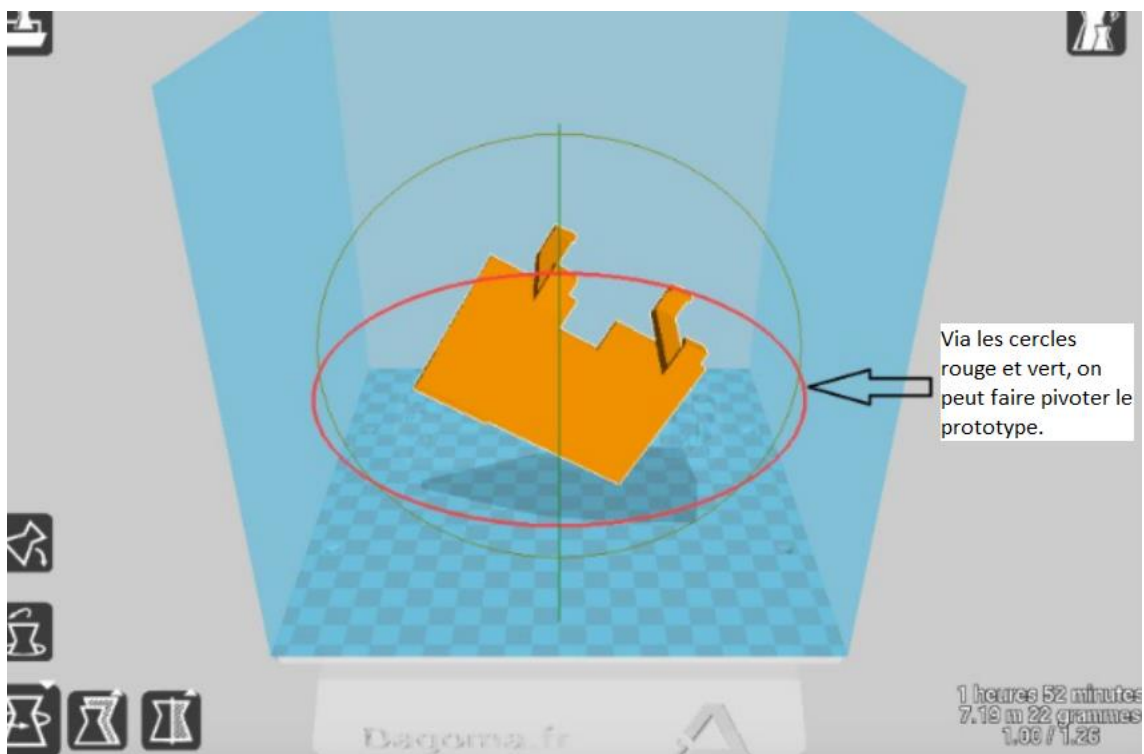 Via les cercles
rouge et vert, on
peut faire pivoter le
prototype.
1 heures 52 minutes
7.19 m 22 grammes
1.00 / 1.26
Dagoma.fr